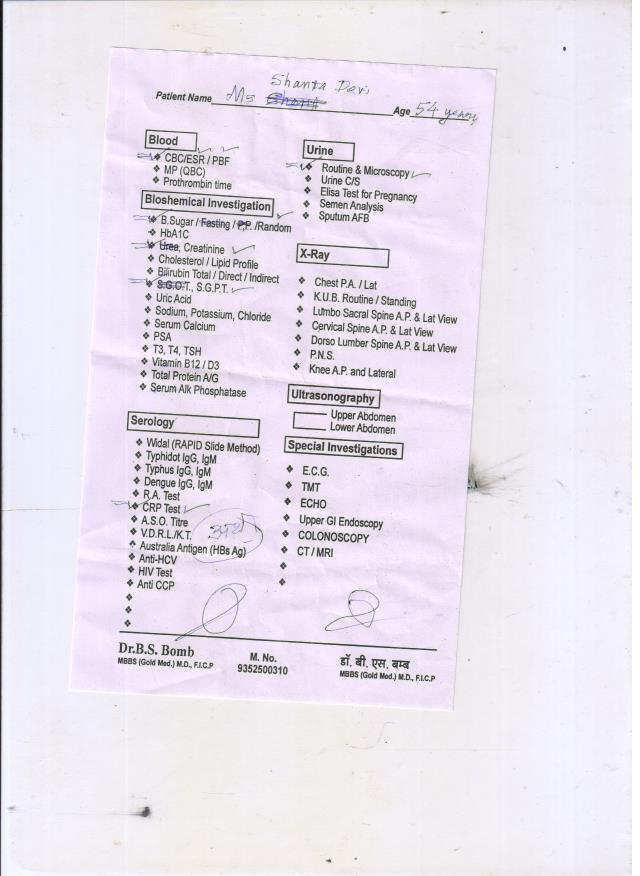 Shanta Devi
Patient Name Ms Age 54 years
Blood
CBC/ESR / PBF
MP (QBC)
Prothrombin time
Bioshemical Investigation
B.Sugar / Fasting / P.P. /Random
HbA1C
Urea, Creatinine
Cholesterol / Lipid Profile
Bilirubin Total / Direct / Indirect
S.G.O.T., S.G.P.T.
Uric Acid
Sodium, Potassium, Chloride
Serum Calcium
PSA
T3, T4, TSH
Vitamin B12 / D3
Total Protein A/G
Serum Alk Phosphatase
Serology
Widal (RAPID Slide Method)
Typhidot IgG, IgM
Typhus IgG, IgM
Dengue IgG, IgM
R.A. Test
CRP Test
A.S.O. Titre
V.D.R.L./K.T.
Australia Antigen (HBs Ag)
Anti-HCV
HIV Test
Anti CCP
Urine
Routine & Microscopy
Urine C/S
Elisa Test for Pregnancy
Semen Analysis
Sputum AFB
X-Ray
Chest P.A. / Lat
K.U.B. Routine / Standing
Lumbo Sacral Spine A.P. & Lat View
Cervical Spine A.P. & Lat View
Dorso Lumber Spine A.P. & Lat View
P.N.S.
Knee A.P. and Lateral
Ultrasonography
Upper Abdomen
Lower Abdomen
Special Investigations
E.C.G.
TMT
ECHO
Upper GI Endoscopy
COLONOSCOPY
CT / MRI
Dr.B.S. Bomb
MBBS (Gold Med.) M.D., F.I.C.P
M. No.
9352500310
डॉ. बी. एस. बम्ब
MBBS (Gold Med.) M.D., F.I.C.P